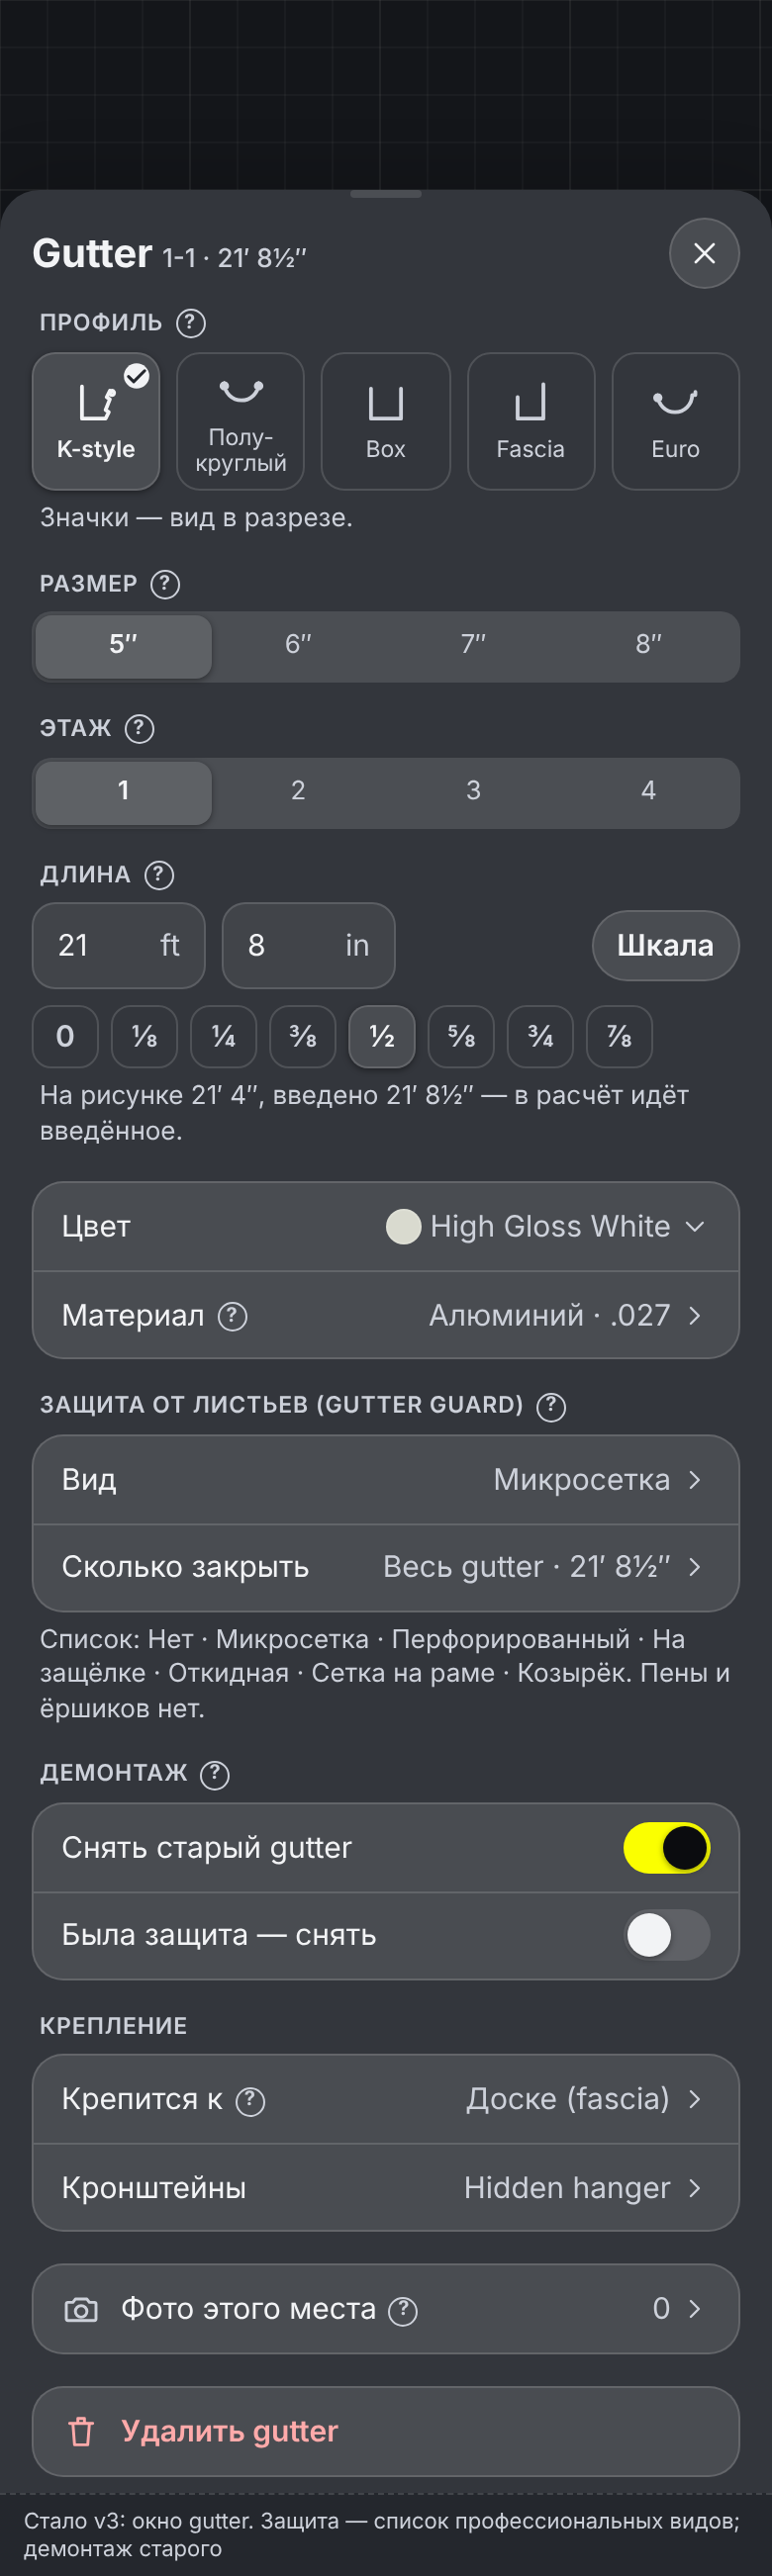 Gutter 1-1 · 21′ 8½″
ПРОФИЛЬ ?
K-style
Полу-
круглый
Box
Fascia
Euro
Значки — вид в разрезе.
РАЗМЕР ?
5″ 6″ 7″ 8″
ЭТАЖ ?
1 2 3 4
ДЛИНА ?
21 ft 8 in Шкала
0 ⅛ ¼ ⅜ ½ ⅝ ¾ ⅞
На рисунке 21′ 4″, введено 21′ 8½″ — в расчёт идёт
введённое.
Цвет High Gloss White
Материал ? Алюминий · .027
ЗАЩИТА ОТ ЛИСТЬЕВ (GUTTER GUARD) ?
Вид Микросетка
Сколько закрыть Весь gutter · 21′ 8½″
Список: Нет · Микросетка · Перфорированный · На
защёлке · Откидная · Сетка на раме · Козырёк. Пены и
ёршиков нет.
ДЕМОНТАЖ ?
Снять старый gutter
Была защита — снять
КРЕПЛЕНИЕ
Крепится к ? Доске (fascia)
Кронштейны Hidden hanger
Фото этого места ? 0
Удалить gutter
Стало v3: окно gutter. Защита — список профессиональных видов;
демонтаж старого